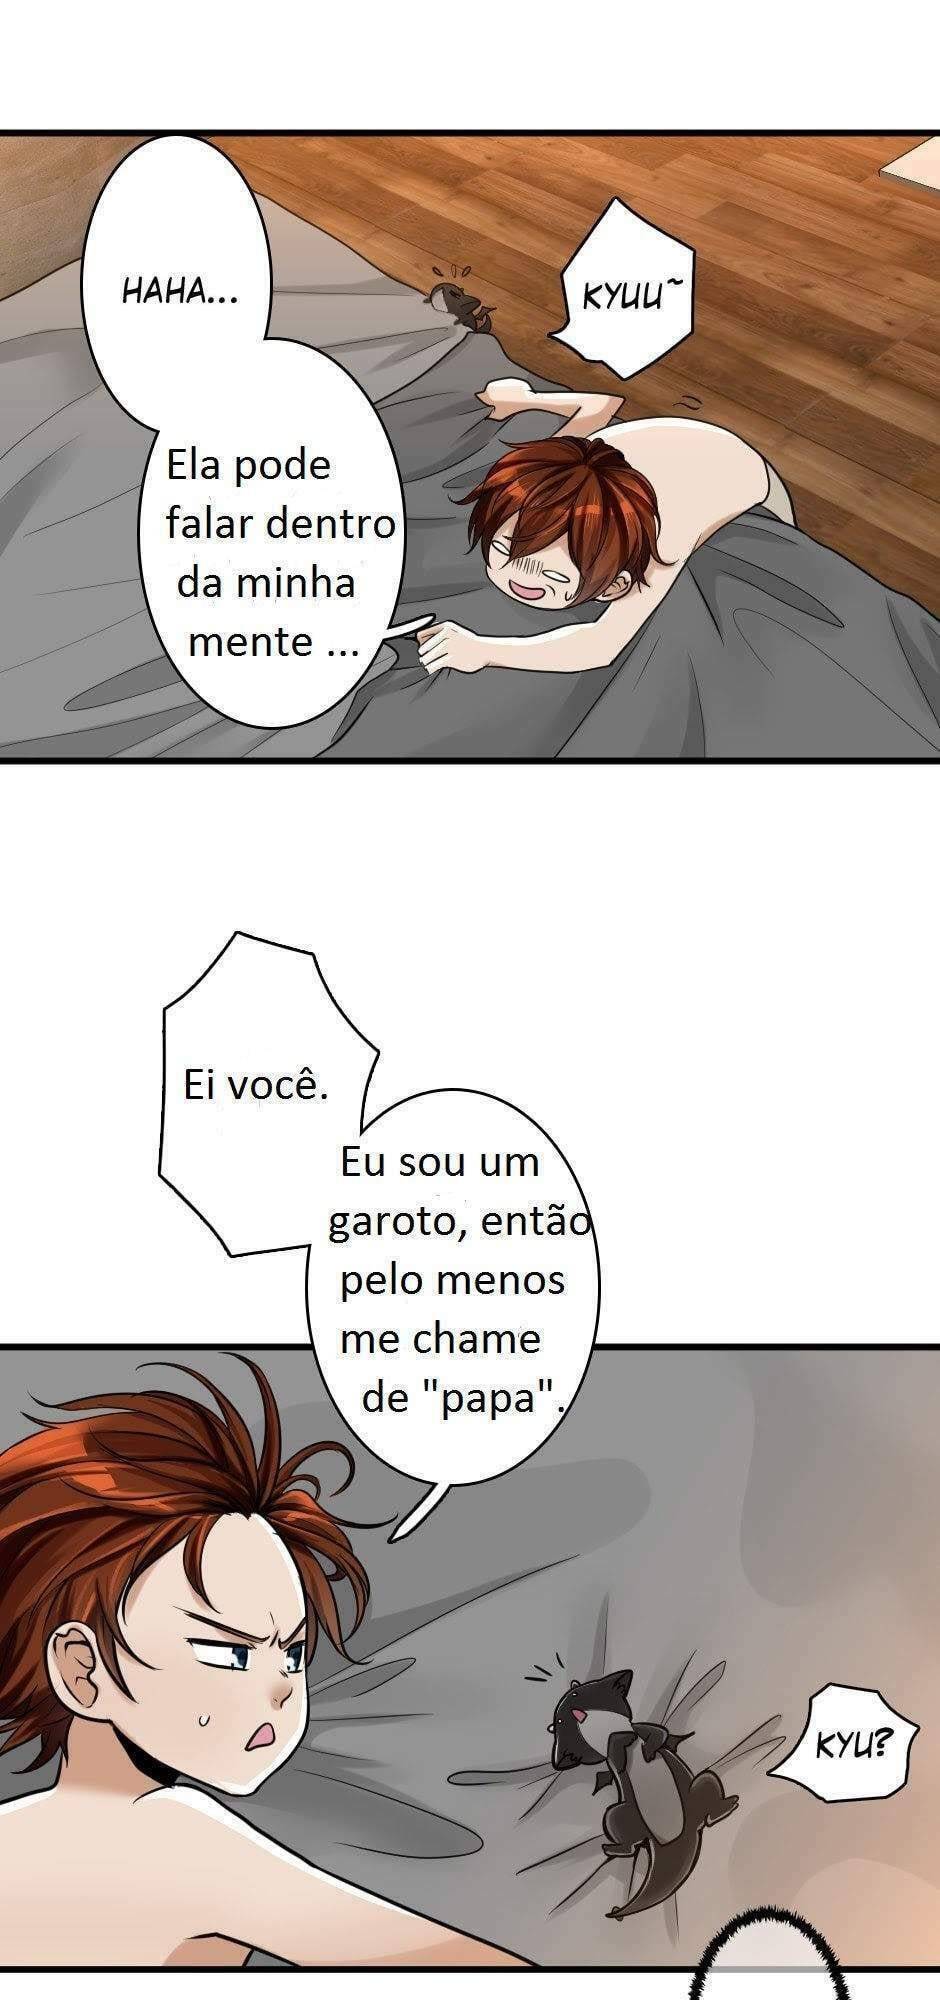 HAHA...
KYUU~
Ela pode
falar dentro
da minha
mente ...
Ei você.
Eu sou um
garoto, então
pelo menos
me chame
de "papa".
KYU?